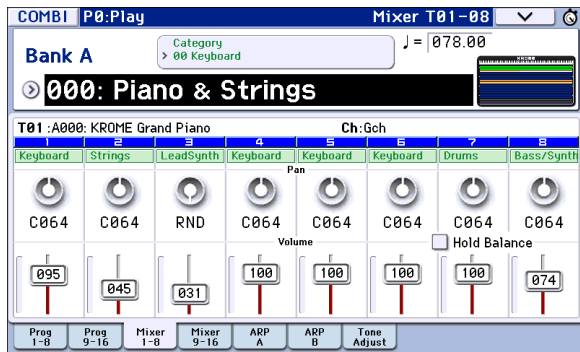 COMBI P0:Play Mixer T01-08
Bank A
Category
00 Keyboard
♩= 078.00
KROME
000: Piano & Strings
T01 :A000: KROME Grand Piano Ch:Gch
1 2 3 4 5 6 7 8
Keyboard Strings LeadSynth Keyboard Keyboard Keyboard Drums Bass/Synth
Pan
C064 C064 RND C064 C064 C064 C064 C064
Volume
Hold Balance
095 045 031 100 100 100 100 074
Prog 1-8
Prog 9-16
Mixer 1-8
Mixer 9-16
ARP A
ARP B
Tone Adjust